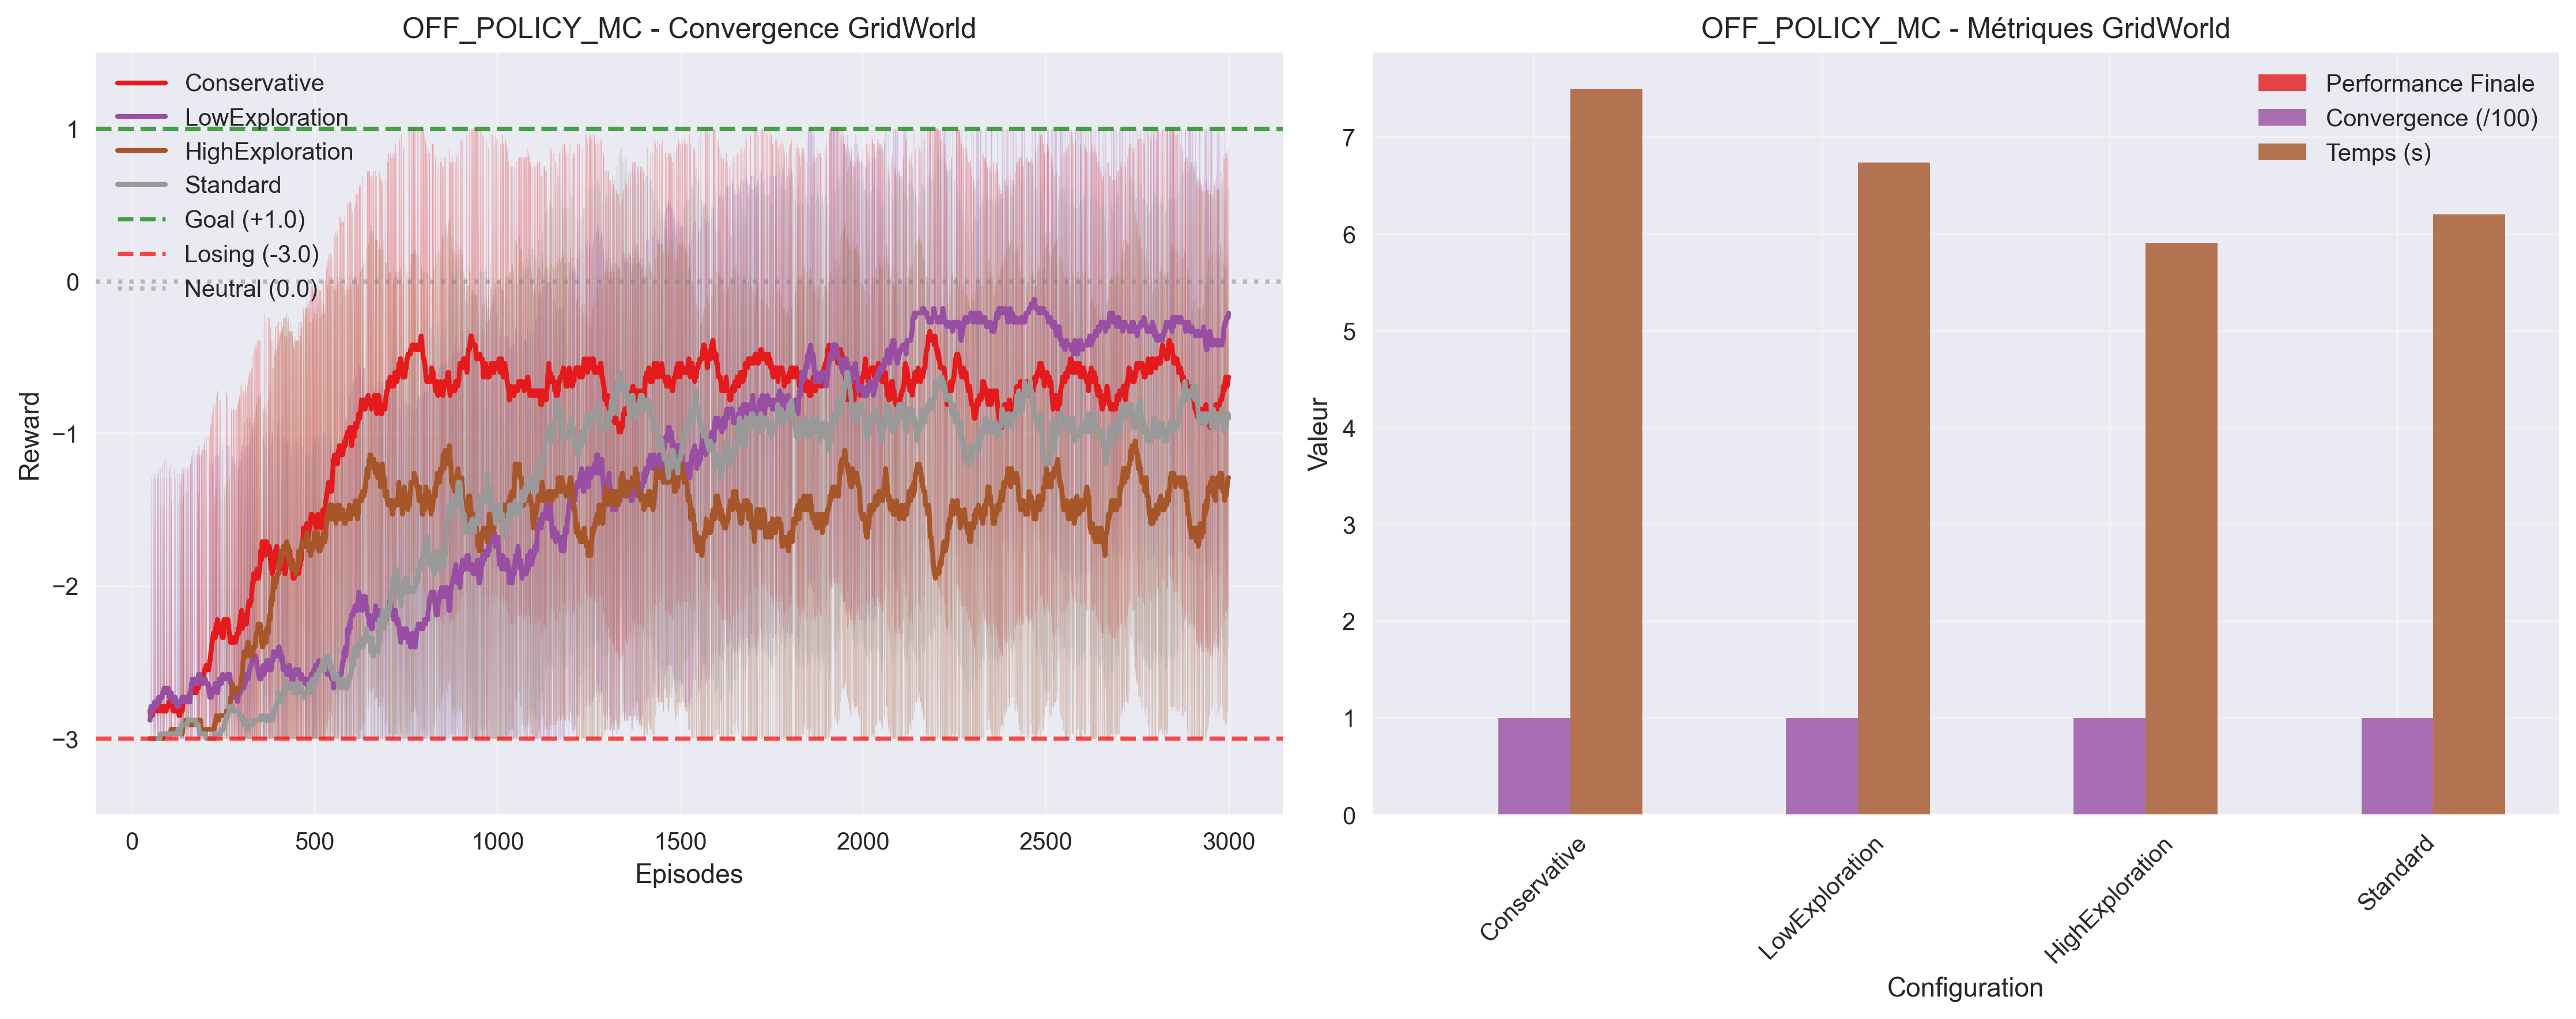 OFF_POLICY_MC - Convergence GridWorld
Conservative
LowExploration
HighExploration
Standard
Goal (+1.0)
Losing (-3.0)
Neutral (0.0)
1
0
−1
−2
−3
Reward
0 500 1000 1500 2000 2500 3000
Episodes
OFF_POLICY_MC - Métriques GridWorld
Performance Finale
Convergence (/100)
Temps (s)
7
6
5
4
3
2
1
0
Valeur
Conservative
LowExploration
HighExploration
Standard
Configuration